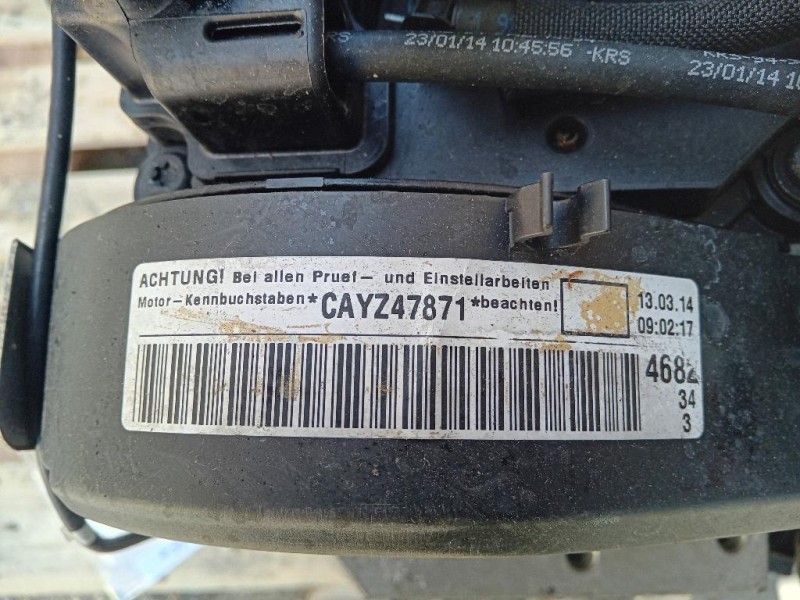 23/01/14 10:45:56 -KRS
23/01/14
ACHTUNG! Bei allen Pruef- und Einstellarbeiten
Motor-Kennbuchstaben*CAYZ47871*beachten!
13.03.14
09:02:17
4682
34
3